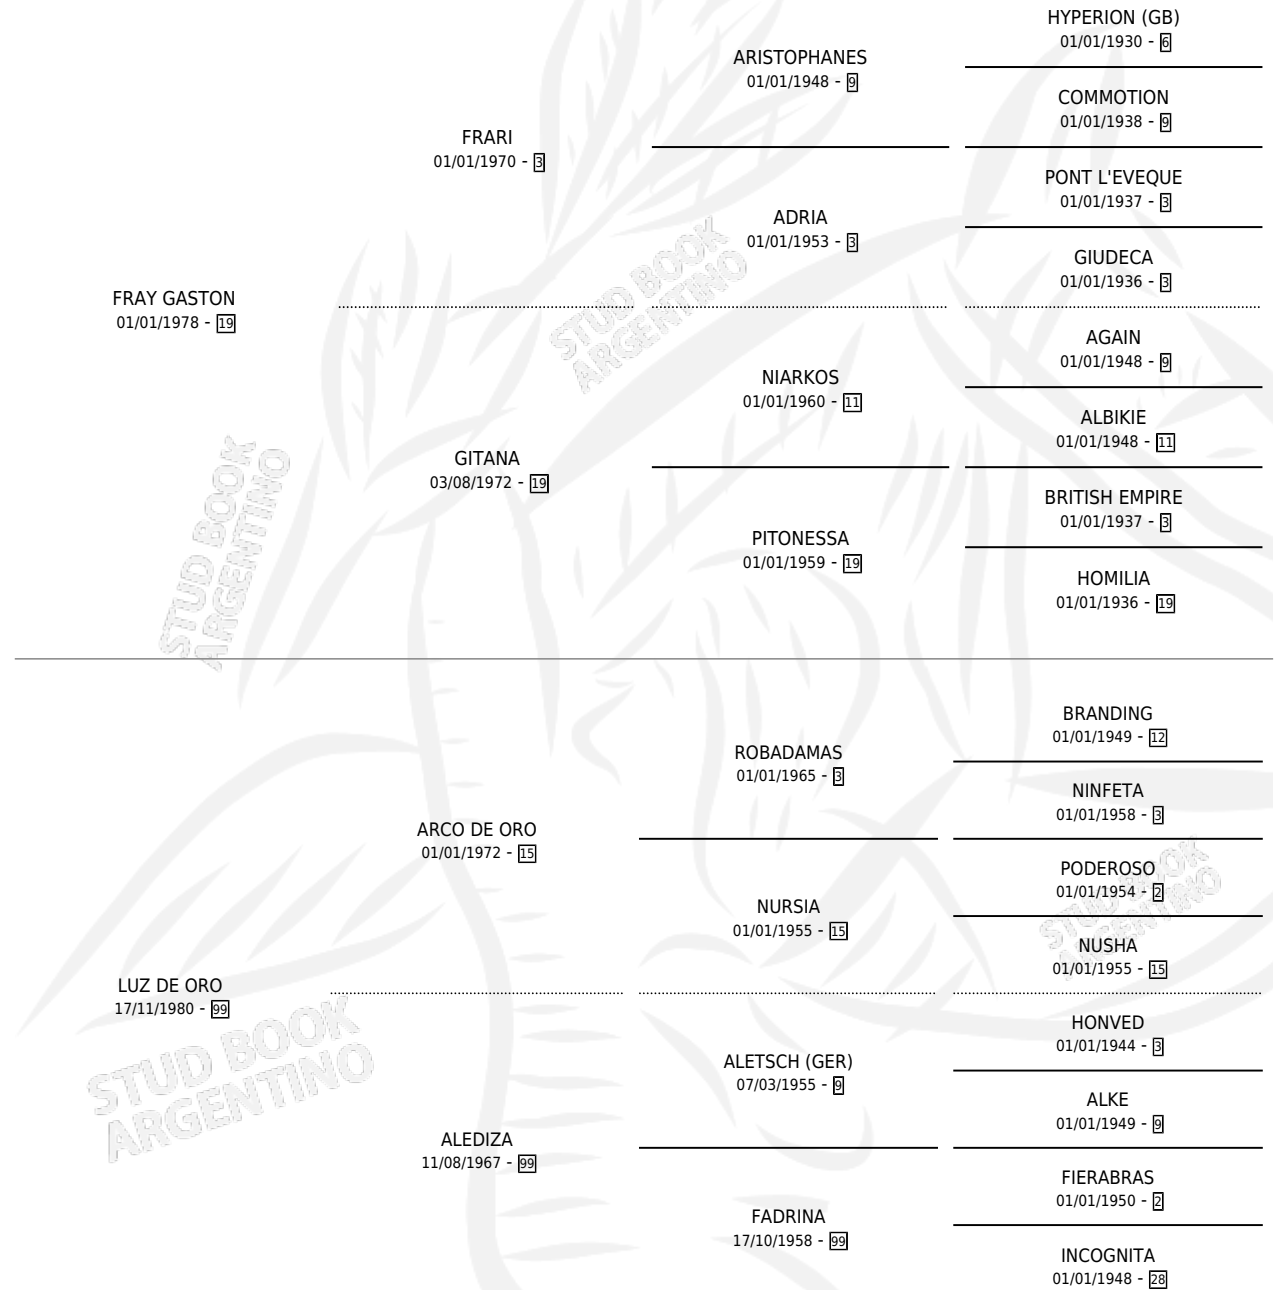 HYPERION (GB)
01/01/1930 - 6
ARISTOPHANES
01/01/1948 - 9
COMMOTION
01/01/1938 - 9
FRARI
01/01/1970 - 3
PONT L'EVEQUE
01/01/1937 - 3
ADRIA
01/01/1953 - 3
GIUDECA
01/01/1936 - 3
FRAY GASTON
01/01/1978 - 19
AGAIN
01/01/1948 - 9
NIARKOS
01/01/1960 - 11
ALBIKIE
01/01/1948 - 11
GITANA
03/08/1972 - 19
BRITISH EMPIRE
01/01/1937 - 3
PITONESSA
01/01/1959 - 19
HOMILIA
01/01/1936 - 19
STUD BOOK
ARGENTINO
STUD BOOK
ARGENTINO
BRANDING
01/01/1949 - 12
ROBADAMAS
01/01/1965 - 3
NINFETA
01/01/1958 - 3
ARCO DE ORO
01/01/1972 - 15
PODEROSO
01/01/1954 - 2
NURSIA
01/01/1955 - 15
NUSHA
01/01/1955 - 15
STUD BOOK
ARGENTINO
LUZ DE ORO
17/11/1980 - 99
HONVED
01/01/1944 - 3
ALETSCH (GER)
07/03/1955 - 9
ALKE
01/01/1949 - 9
STUD BOOK
ARGENTINO
ALEDIZA
11/08/1967 - 99
FIERABRAS
01/01/1950 - 2
FADRINA
17/10/1958 - 99
INCOGNITA
01/01/1948 - 28